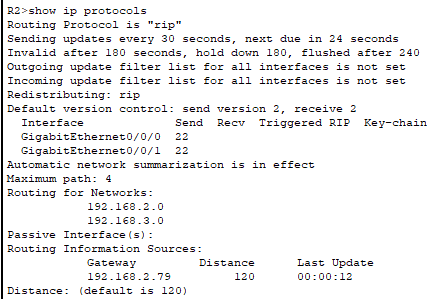 R2>show ip protocols
Routing Protocol is "rip"
Sending updates every 30 seconds, next due in 24 seconds
Invalid after 180 seconds, hold down 180, flushed after 240
Outgoing update filter list for all interfaces is not set
Incoming update filter list for all interfaces is not set
Redistributing: rip
Default version control: send version 2, receive 2
Interface Send Recv Triggered RIP Key-chain
GigabitEthernet0/0/0 22
GigabitEthernet0/0/1 22
Automatic network summarization is in effect
Maximum path: 4
Routing for Networks:
192.168.2.0
192.168.3.0
Passive Interface(s):
Routing Information Sources:
Gateway Distance Last Update
192.168.2.79 120 00:00:12
Distance: (default is 120)